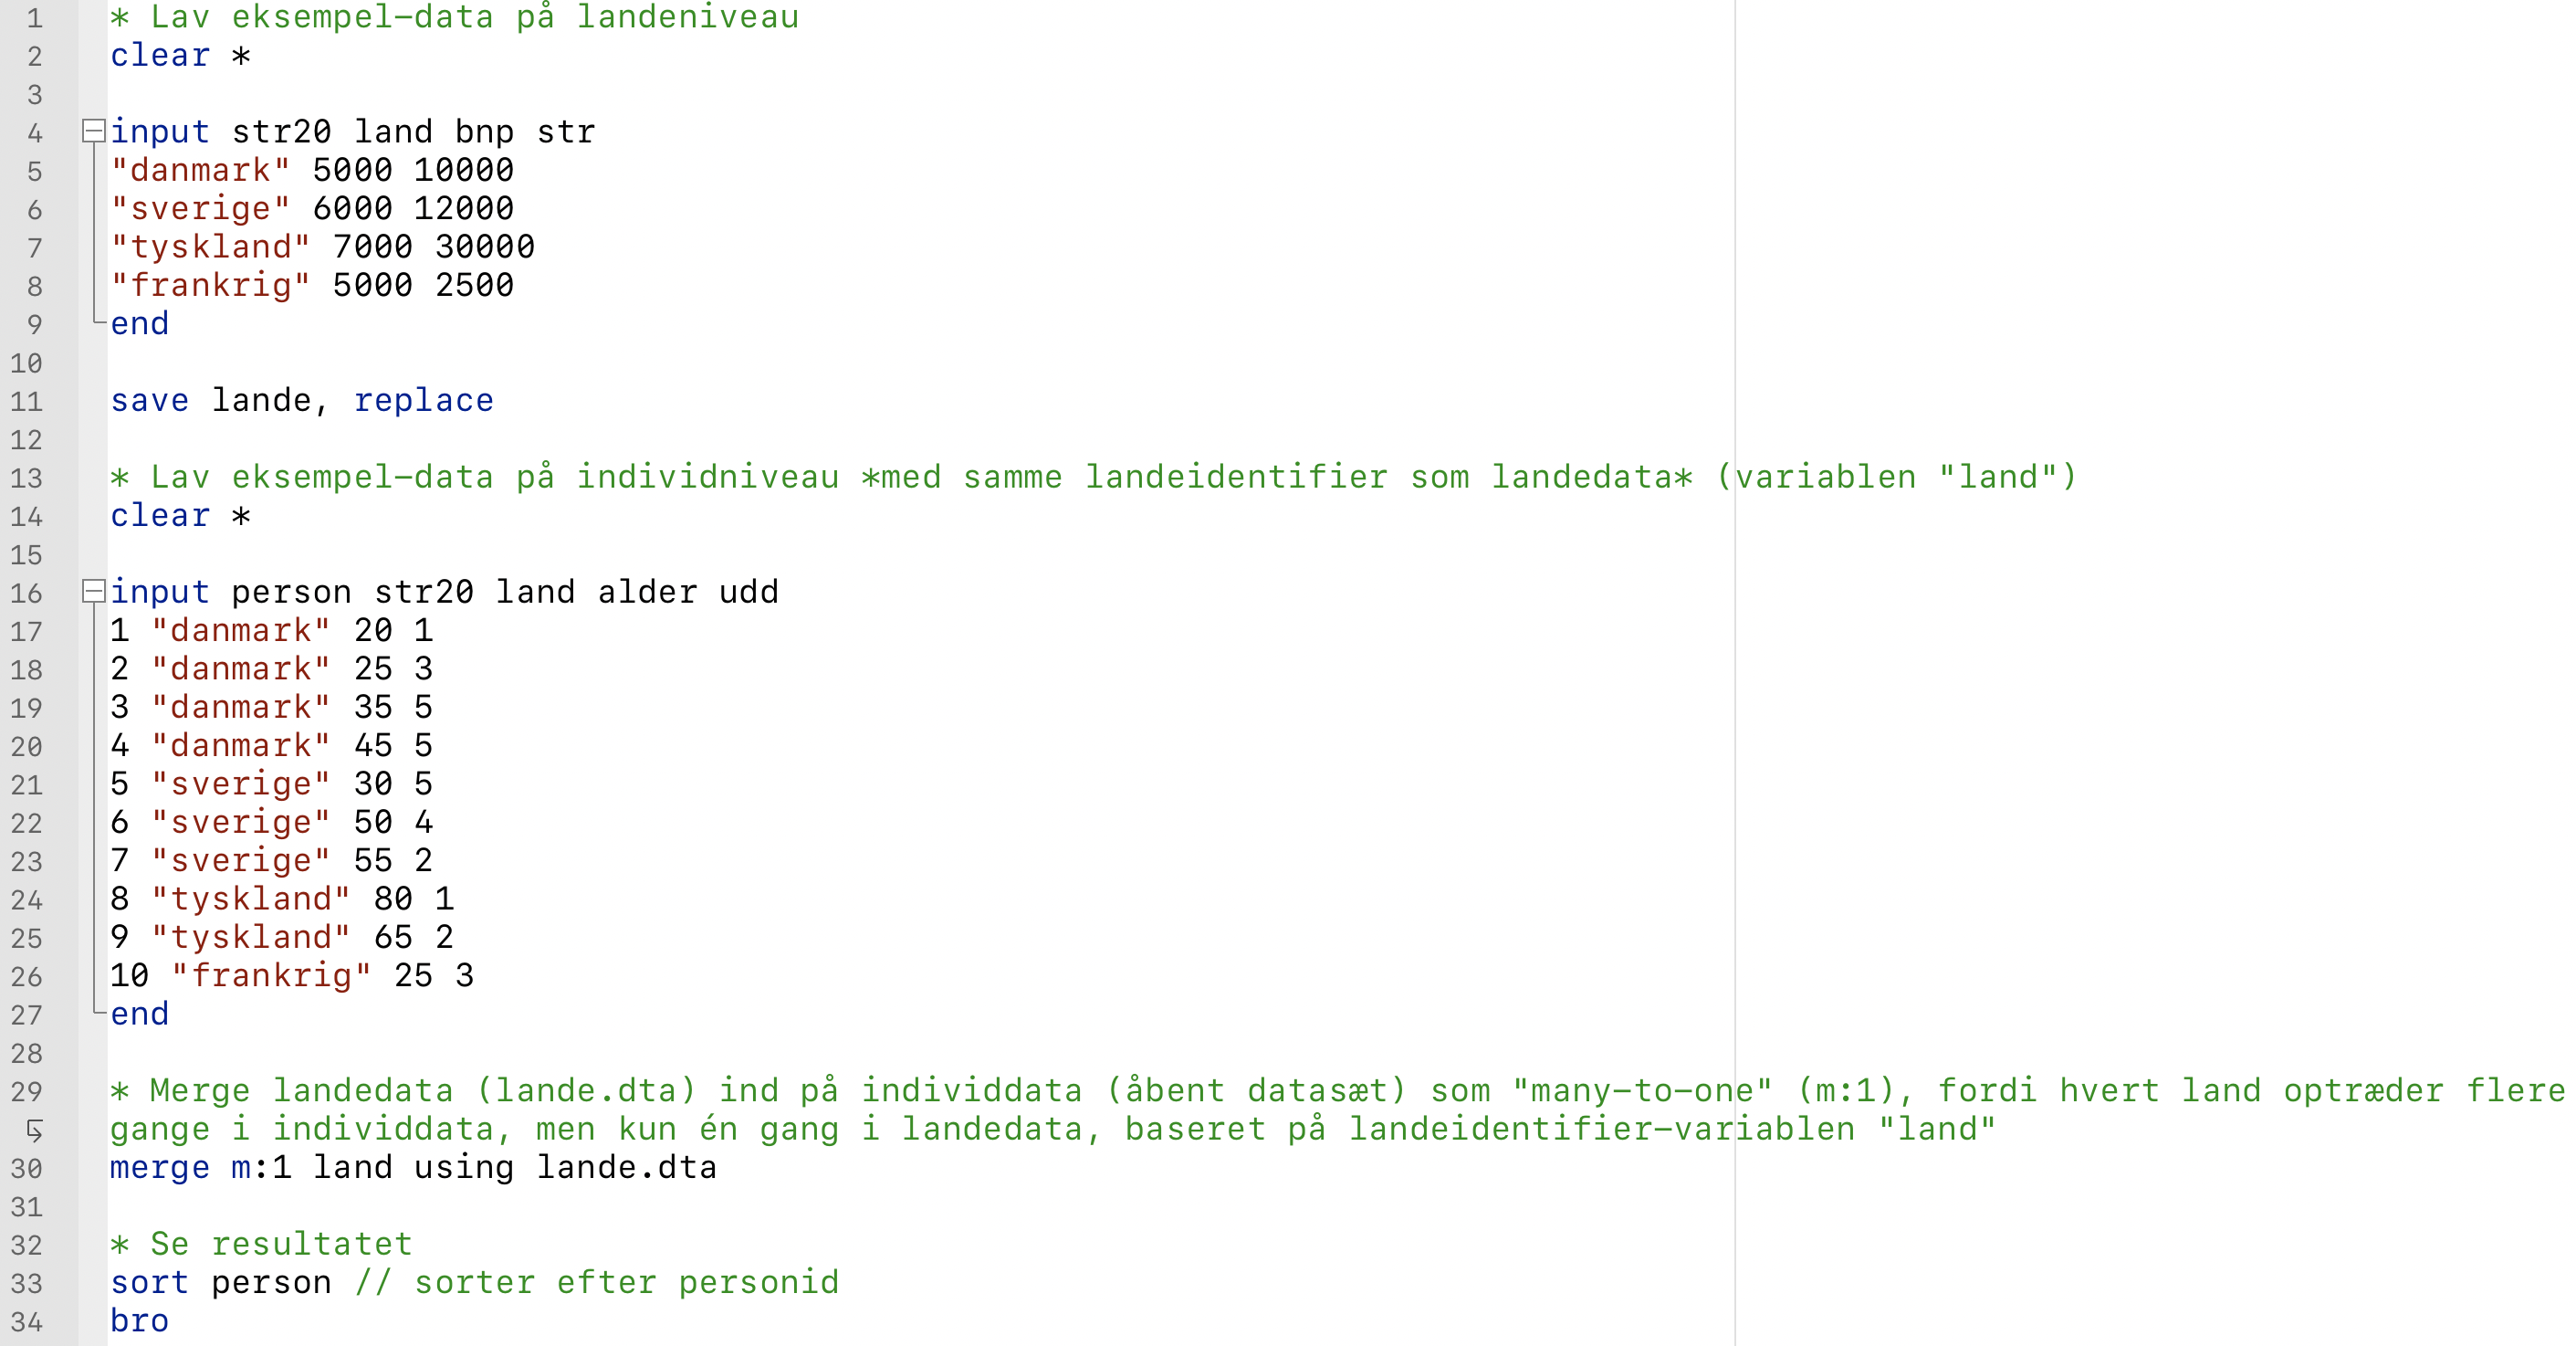 1 * Lav eksempel-data på landeniveau
2 clear *
3
4 input str20 land bnp str
5 "danmark" 5000 10000
6 "sverige" 6000 12000
7 "tyskland" 7000 30000
8 "frankrig" 5000 2500
9 end
10
11 save lande, replace
12
13 * Lav eksempel-data på individniveau *med samme landeidentifier som landedata* (variablen "land")
14 clear *
15
16 input person str20 land alder udd
17 1 "danmark" 20 1
18 2 "danmark" 25 3
19 3 "danmark" 35 5
20 4 "danmark" 45 5
21 5 "sverige" 30 5
22 6 "sverige" 50 4
23 7 "sverige" 55 2
24 8 "tyskland" 80 1
25 9 "tyskland" 65 2
26 10 "frankrig" 25 3
27 end
28
29 * Merge landedata (lande.dta) ind på individdata (åbent datasæt) som "many-to-one" (m:1), fordi hvert land optræder flere
gange i individdata, men kun én gang i landedata, baseret på landeidentifier-variablen "land"
30 merge m:1 land using lande.dta
31
32 * Se resultatet
33 sort person // sorter efter personid
34 bro